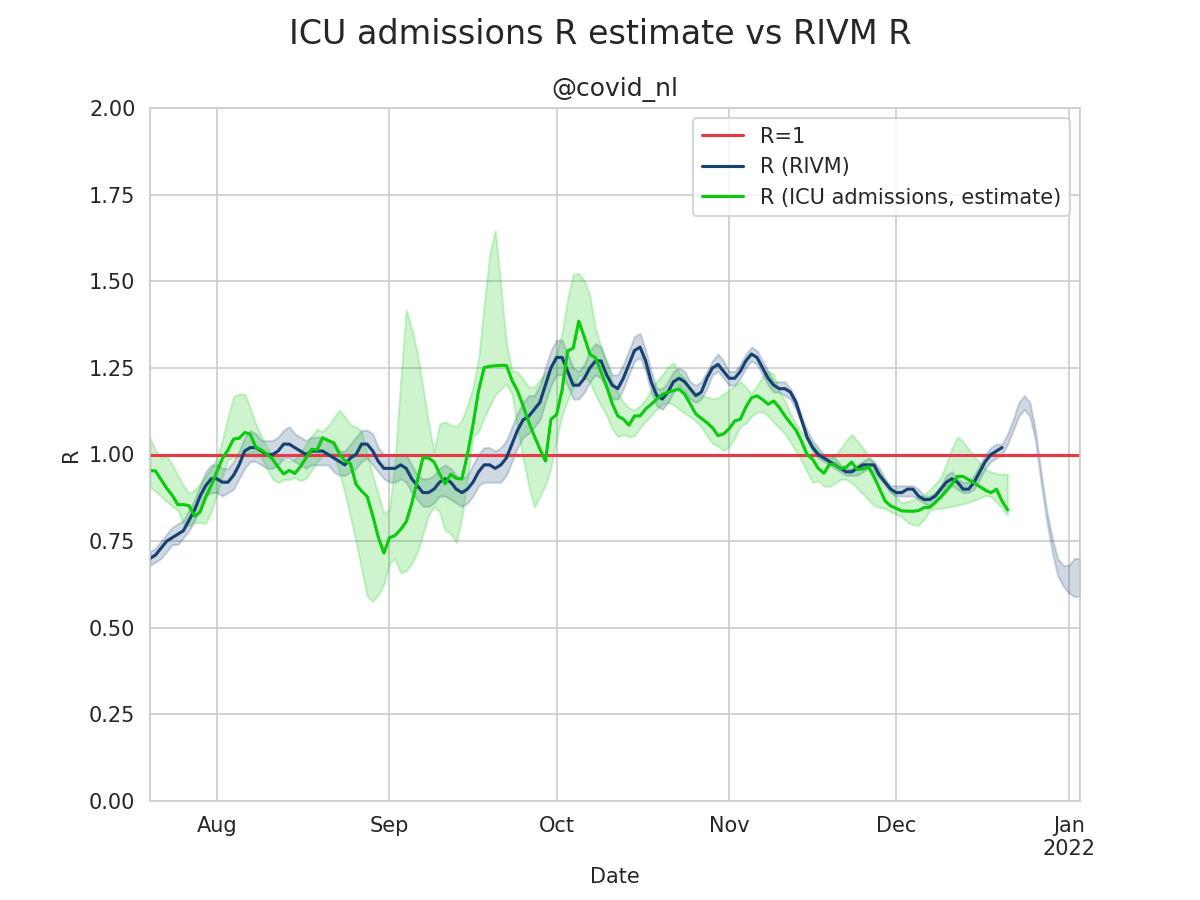 ICU admissions R estimate vs RIVM R
@covid_nl
R=1
R (RIVM)
R (ICU admissions, estimate)
2.00
1.75
1.50
1.25
1.00
0.75
0.50
0.25
0.00
R
Aug Sep Oct Nov Dec Jan
2022
Date